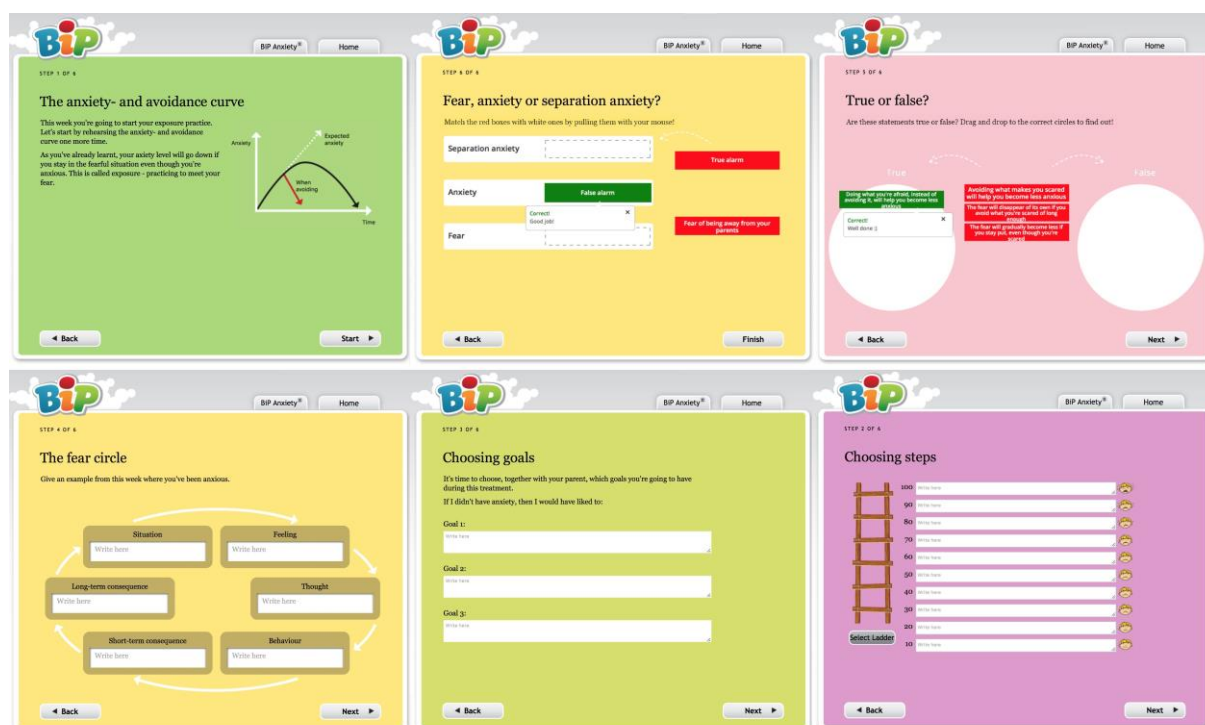 BiP
BIP Anxiety®
Home
STEP 1 OF 6
The anxiety- and avoidance curve
This week you're going to start your exposure practice.
Let's start by rehearsing the anxiety- and avoidance
curve one more time.
As you've already learnt, your axiety level will go down if
you stay in the fearful situation even though you're
anxious. This is called exposure - practicing to meet your
fear.
Anxiety
Expected
anxiety
When
avoiding
Time
Back
Start
BiP
BIP Anxiety®
Home
STEP 6 OF 6
Fear, anxiety or separation anxiety?
Match the red boxes with white ones by pulling them with your mouse!
Separation anxiety
True alarm
Anxiety
False alarm
Correct!
Good job!
Fear of being away from your
parents
Fear
Back
Finish
BiP
BIP Anxiety®
Home
STEP 5 OF 6
True or false?
Are these statements true or false? Drag and drop to the correct circles to find out!
True
False
Doing what you're afraid, instead of
avoiding it, will help you become less
anxious
Correct!
Well done :)
Avoiding what makes you scared
will help you become less anxious
The fear will disappear of its own if you
avoid what you're scared of long
enough
The fear will gradually become less if
you stay put, even though you're
scared
Back
Next
BiP
BIP Anxiety®
Home
STEP 4 OF 6
The fear circle
Give an example from this week where you've been anxious.
Situation
Write here
Feeling
Write here
Long-term consequence
Write here
Thought
Write here
Short-term consequence
Write here
Behaviour
Write here
Back
Next
BiP
BIP Anxiety®
Home
STEP 3 OF 6
Choosing goals
It's time to choose, together with your parent, which goals you're going to have
during this treatment.
If I didn't have anxiety, then I would have liked to:
Goal 1:
Write here
Goal 2:
Write here
Goal 3:
Write here
Back
Next
BiP
BIP Anxiety®
Home
STEP 2 OF 6
Choosing steps
100 Write here
90 Write here
80 Write here
70 Write here
60 Write here
50 Write here
40 Write here
30 Write here
20 Write here
Select Ladder
10 Write here
Back
Next